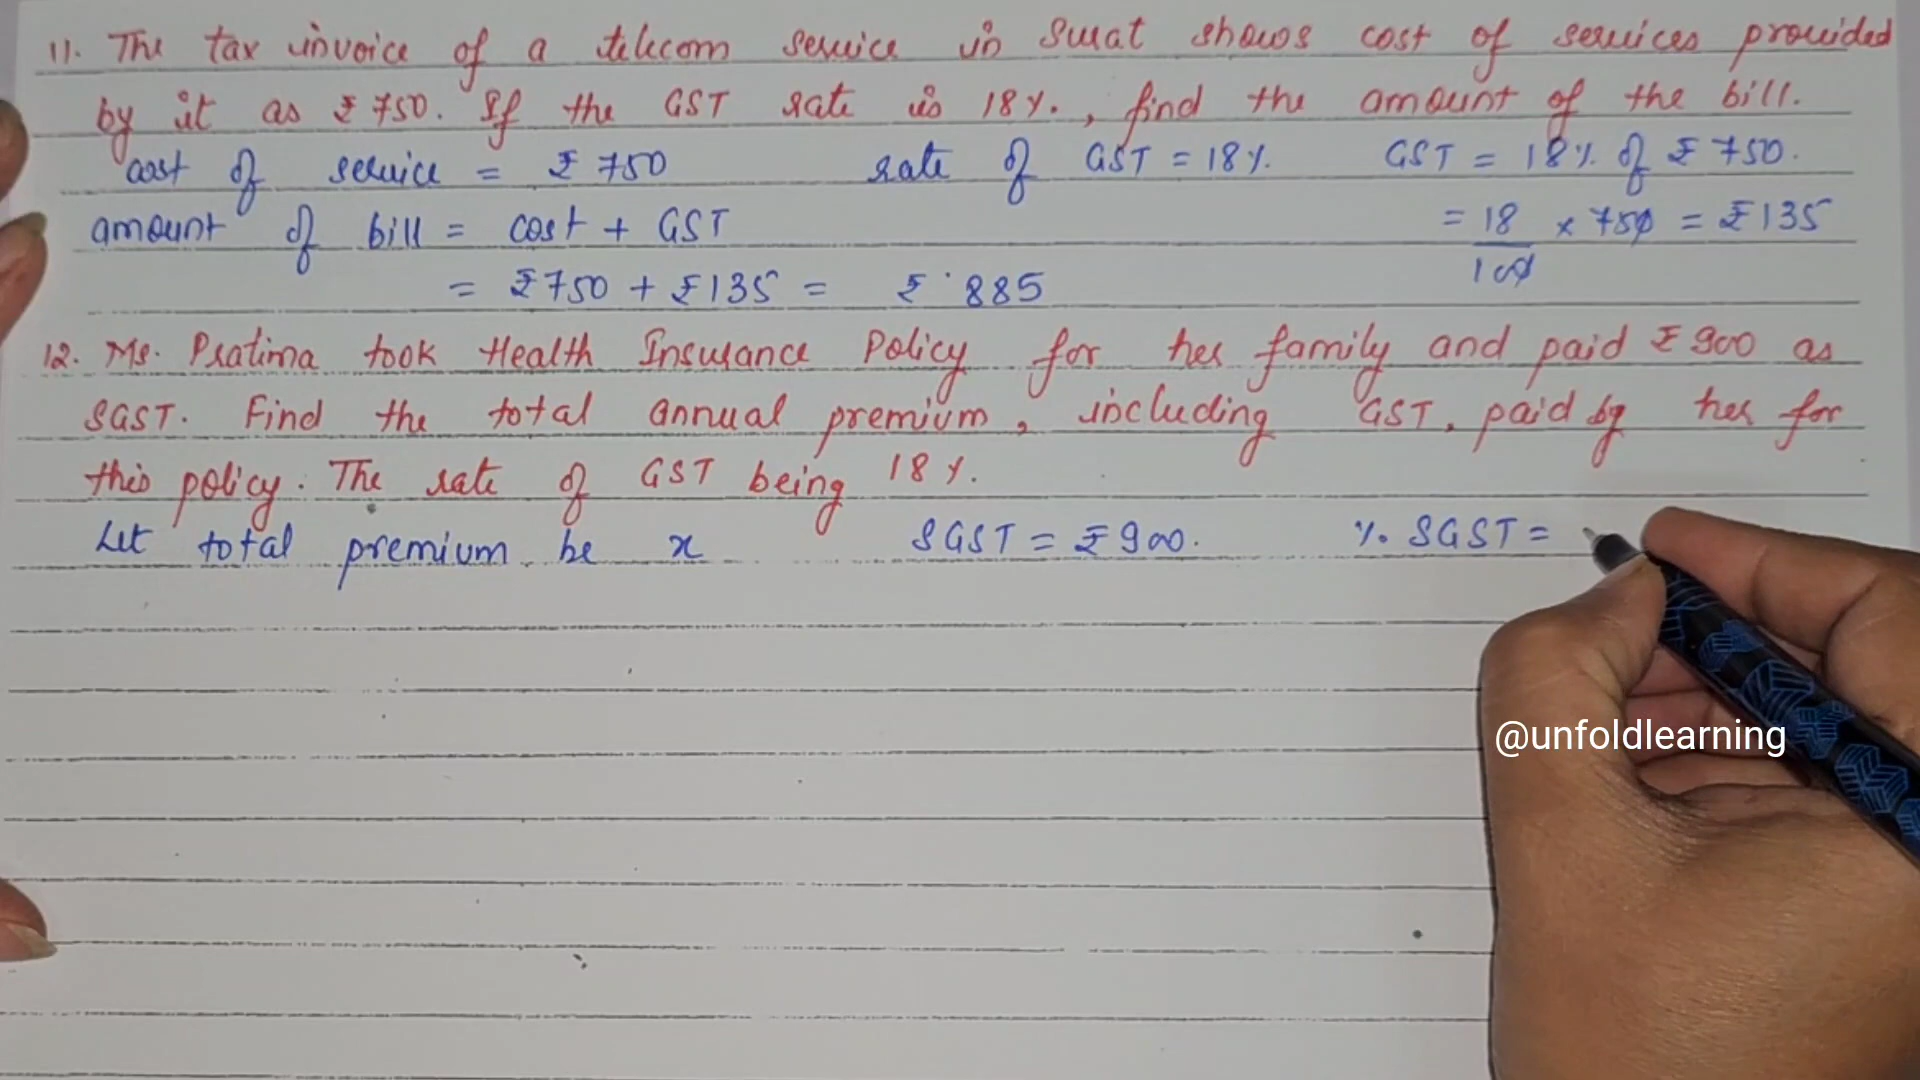 11. The tax invoice of a telecom service in Surat shows cost of services provided
by it as ₹ 750. If the GST rate is 18%., find the amount of the bill.
cost of service = ₹ 750 rate of GST = 18%. GST = 18% of ₹ 750.
amount of bill = cost + GST = 18/100 × 750 = ₹ 135
= ₹750 + ₹135 = ₹ 885
12. Ms. Pratima took Health Insurance Policy for her family and paid ₹ 900 as
SGST. Find the total annual premium, including GST, paid by her for
this policy. The rate of GST being 18%.
Let total premium be x SGST = ₹ 900. % SGST =
@unfoldlearning